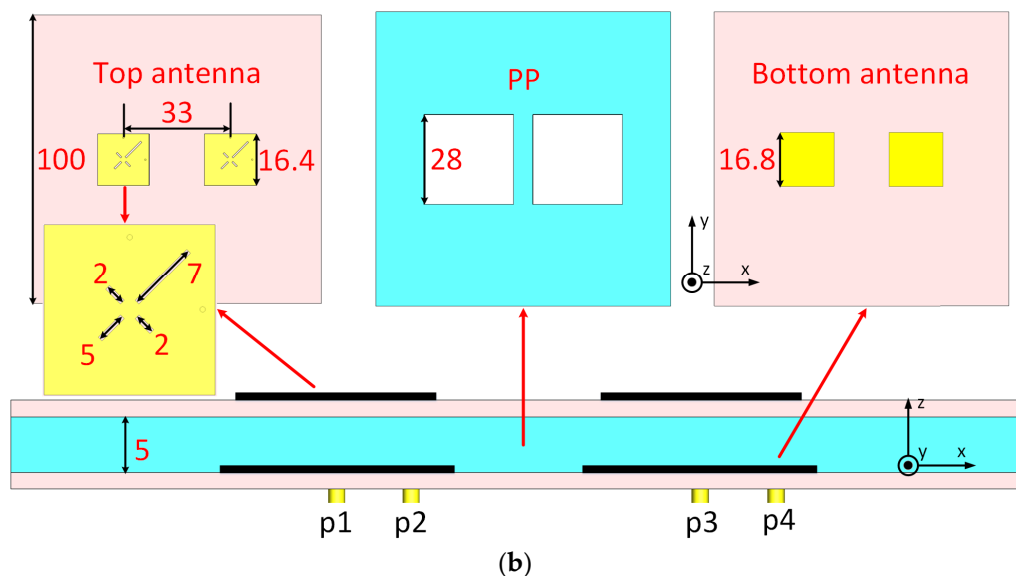 Top antenna
33
100
16.4
2
7
5
2
PP
28
Bottom antenna
16.8
y
z
x
5
z
y
x
p1
p2
p3
p4
(b)